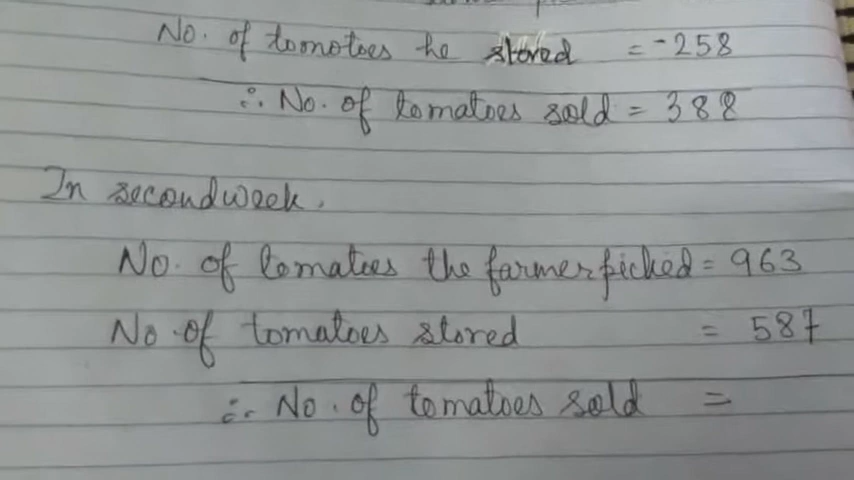 No. of tomotoes he stored = -258
∴ No. of tomatoes sold = 388
In second week.
No. of tomatoes the farmer picked = 963
No. of tomatoes stored = 587
∴ No. of tomatoes sold =